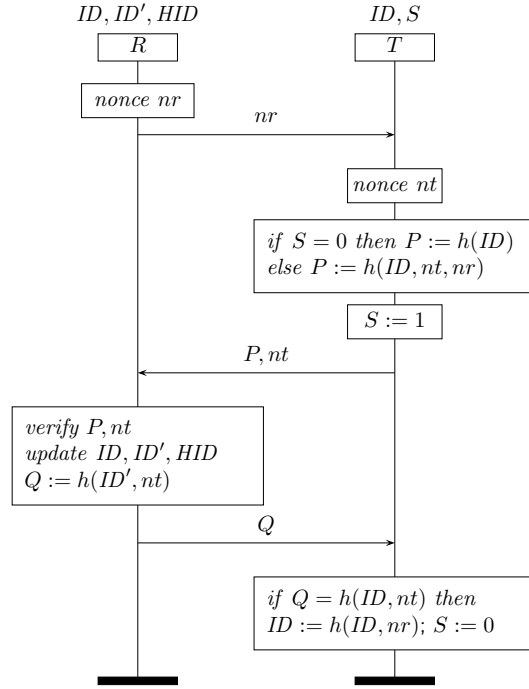 ID, ID′, HID
ID, S
R
T
nonce nr
nr
nonce nt
if S = 0 then P := h(ID)
else P := h(ID, nt, nr)
S := 1
P, nt
verify P, nt
update ID, ID′, HID
Q := h(ID′, nt)
Q
if Q = h(ID, nt) then
ID := h(ID, nr); S := 0